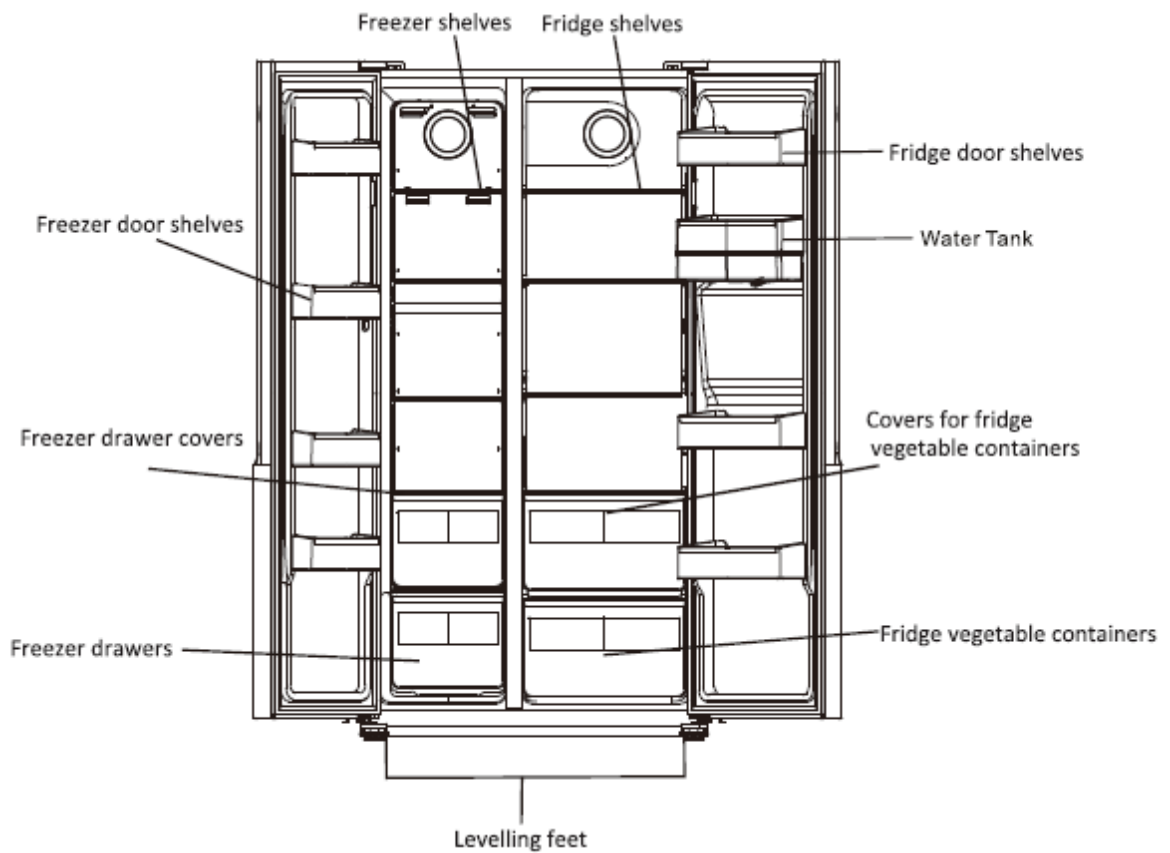 Freezer shelves
Fridge shelves
Fridge door shelves
Freezer door shelves
Water Tank
Covers for fridge
vegetable containers
Freezer drawer covers
Fridge vegetable containers
Freezer drawers
Levelling feet